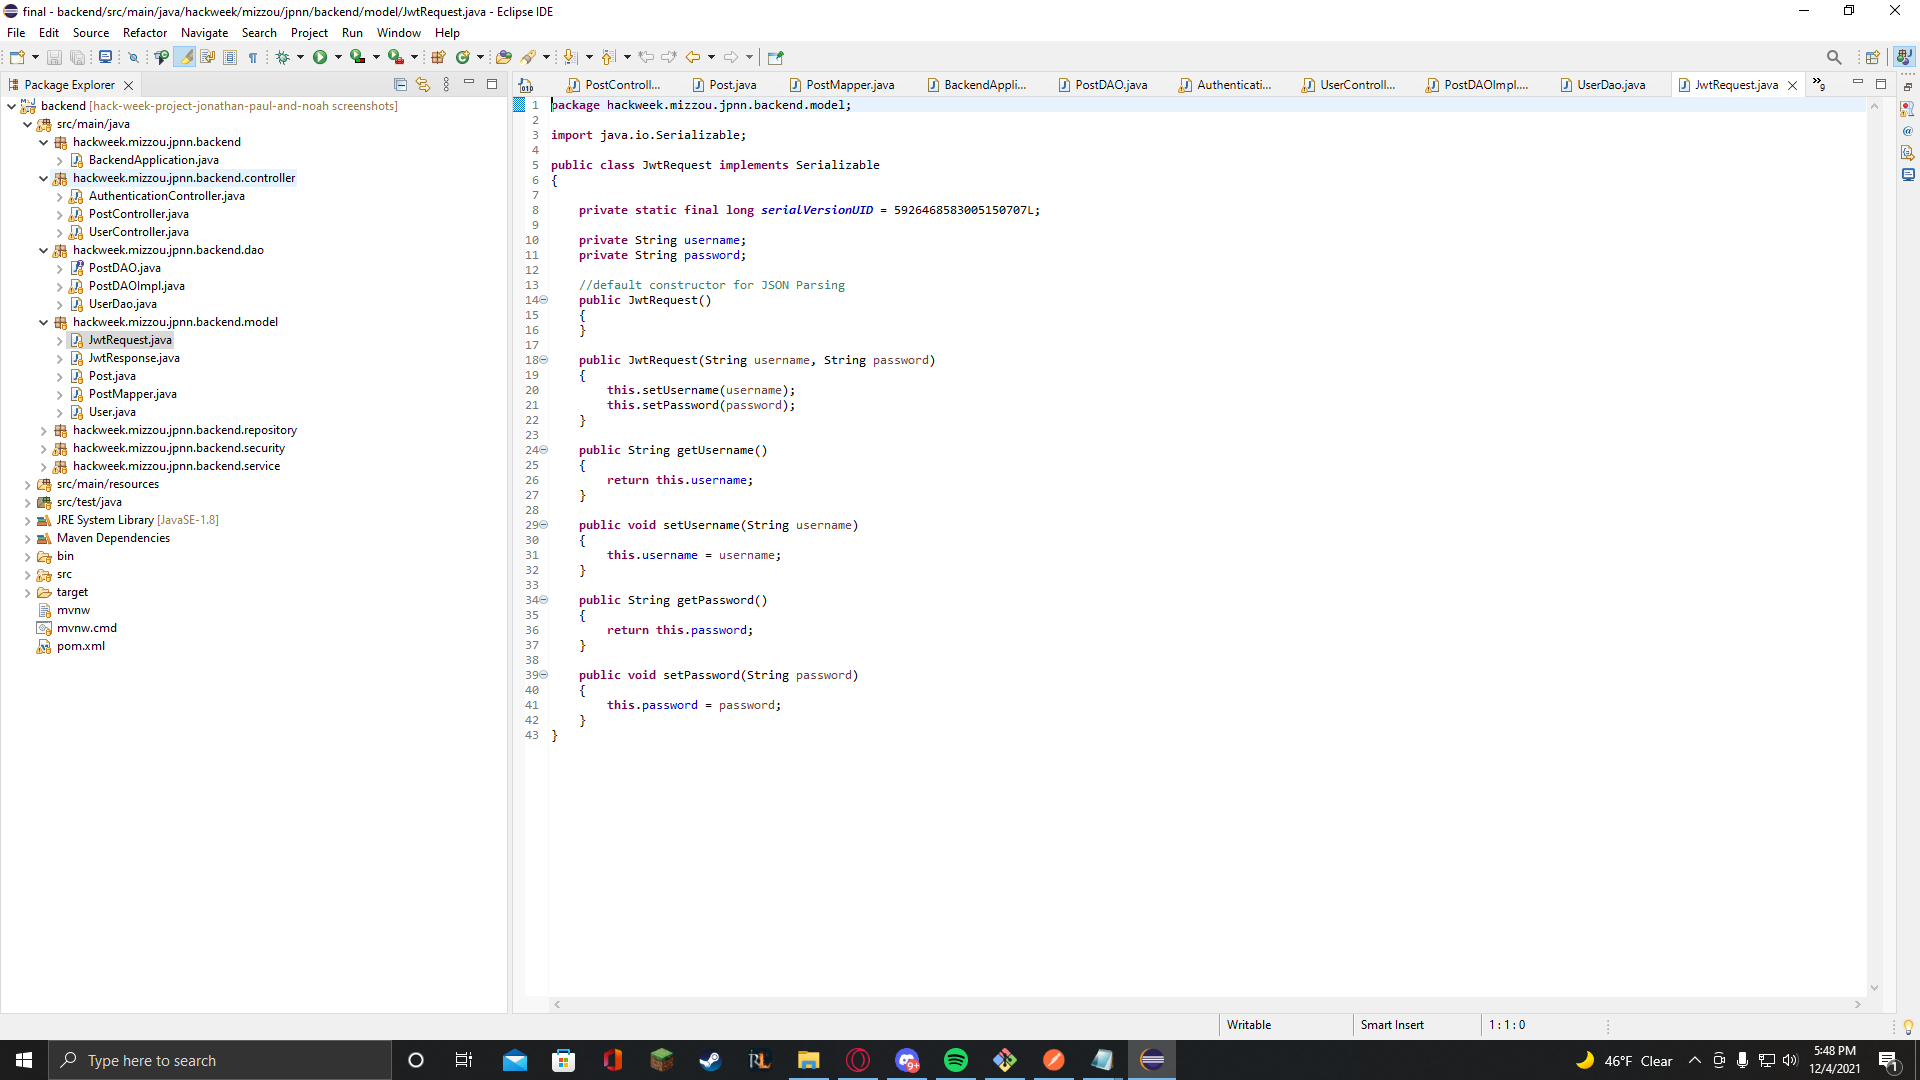 final - backend/src/main/java/hackweek/mizzou/jpnn/backend/model/JwtRequest.java - Eclipse IDE
File Edit Source Refactor Navigate Search Project Run Window Help
Package Explorer
backend [hack-week-project-jonathan-paul-and-noah screenshots]
src/main/java
hackweek.mizzou.jpnn.backend
BackendApplication.java
hackweek.mizzou.jpnn.backend.controller
AuthenticationController.java
PostController.java
UserController.java
hackweek.mizzou.jpnn.backend.dao
PostDAO.java
PostDAOImpl.java
UserDao.java
hackweek.mizzou.jpnn.backend.model
JwtRequest.java
JwtResponse.java
Post.java
PostMapper.java
User.java
hackweek.mizzou.jpnn.backend.repository
hackweek.mizzou.jpnn.backend.security
hackweek.mizzou.jpnn.backend.service
src/main/resources
src/test/java
JRE System Library [JavaSE-1.8]
Maven Dependencies
bin
src
target
mvnw
mvnw.cmd
pom.xml
PostControll... Post.java PostMapper.java BackendAppli... PostDAO.java Authenticati... UserControll... PostDAOImpl.... UserDao.java JwtRequest.java 9
1 package hackweek.mizzou.jpnn.backend.model;
2
3 import java.io.Serializable;
4
5 public class JwtRequest implements Serializable
6 {
7
8 private static final long serialVersionUID = 5926468583005150707L;
9
10 private String username;
11 private String password;
12
13 //default constructor for JSON Parsing
14 public JwtRequest()
15 {
16 }
17
18 public JwtRequest(String username, String password)
19 {
20 this.setUsername(username);
21 this.setPassword(password);
22 }
23
24 public String getUsername()
25 {
26 return this.username;
27 }
28
29 public void setUsername(String username)
30 {
31 this.username = username;
32 }
33
34 public String getPassword()
35 {
36 return this.password;
37 }
38
39 public void setPassword(String password)
40 {
41 this.password = password;
42 }
43 }
Writable Smart Insert 1 : 1 : 0
Type here to search
46°F Clear
5:48 PM
12/4/2021